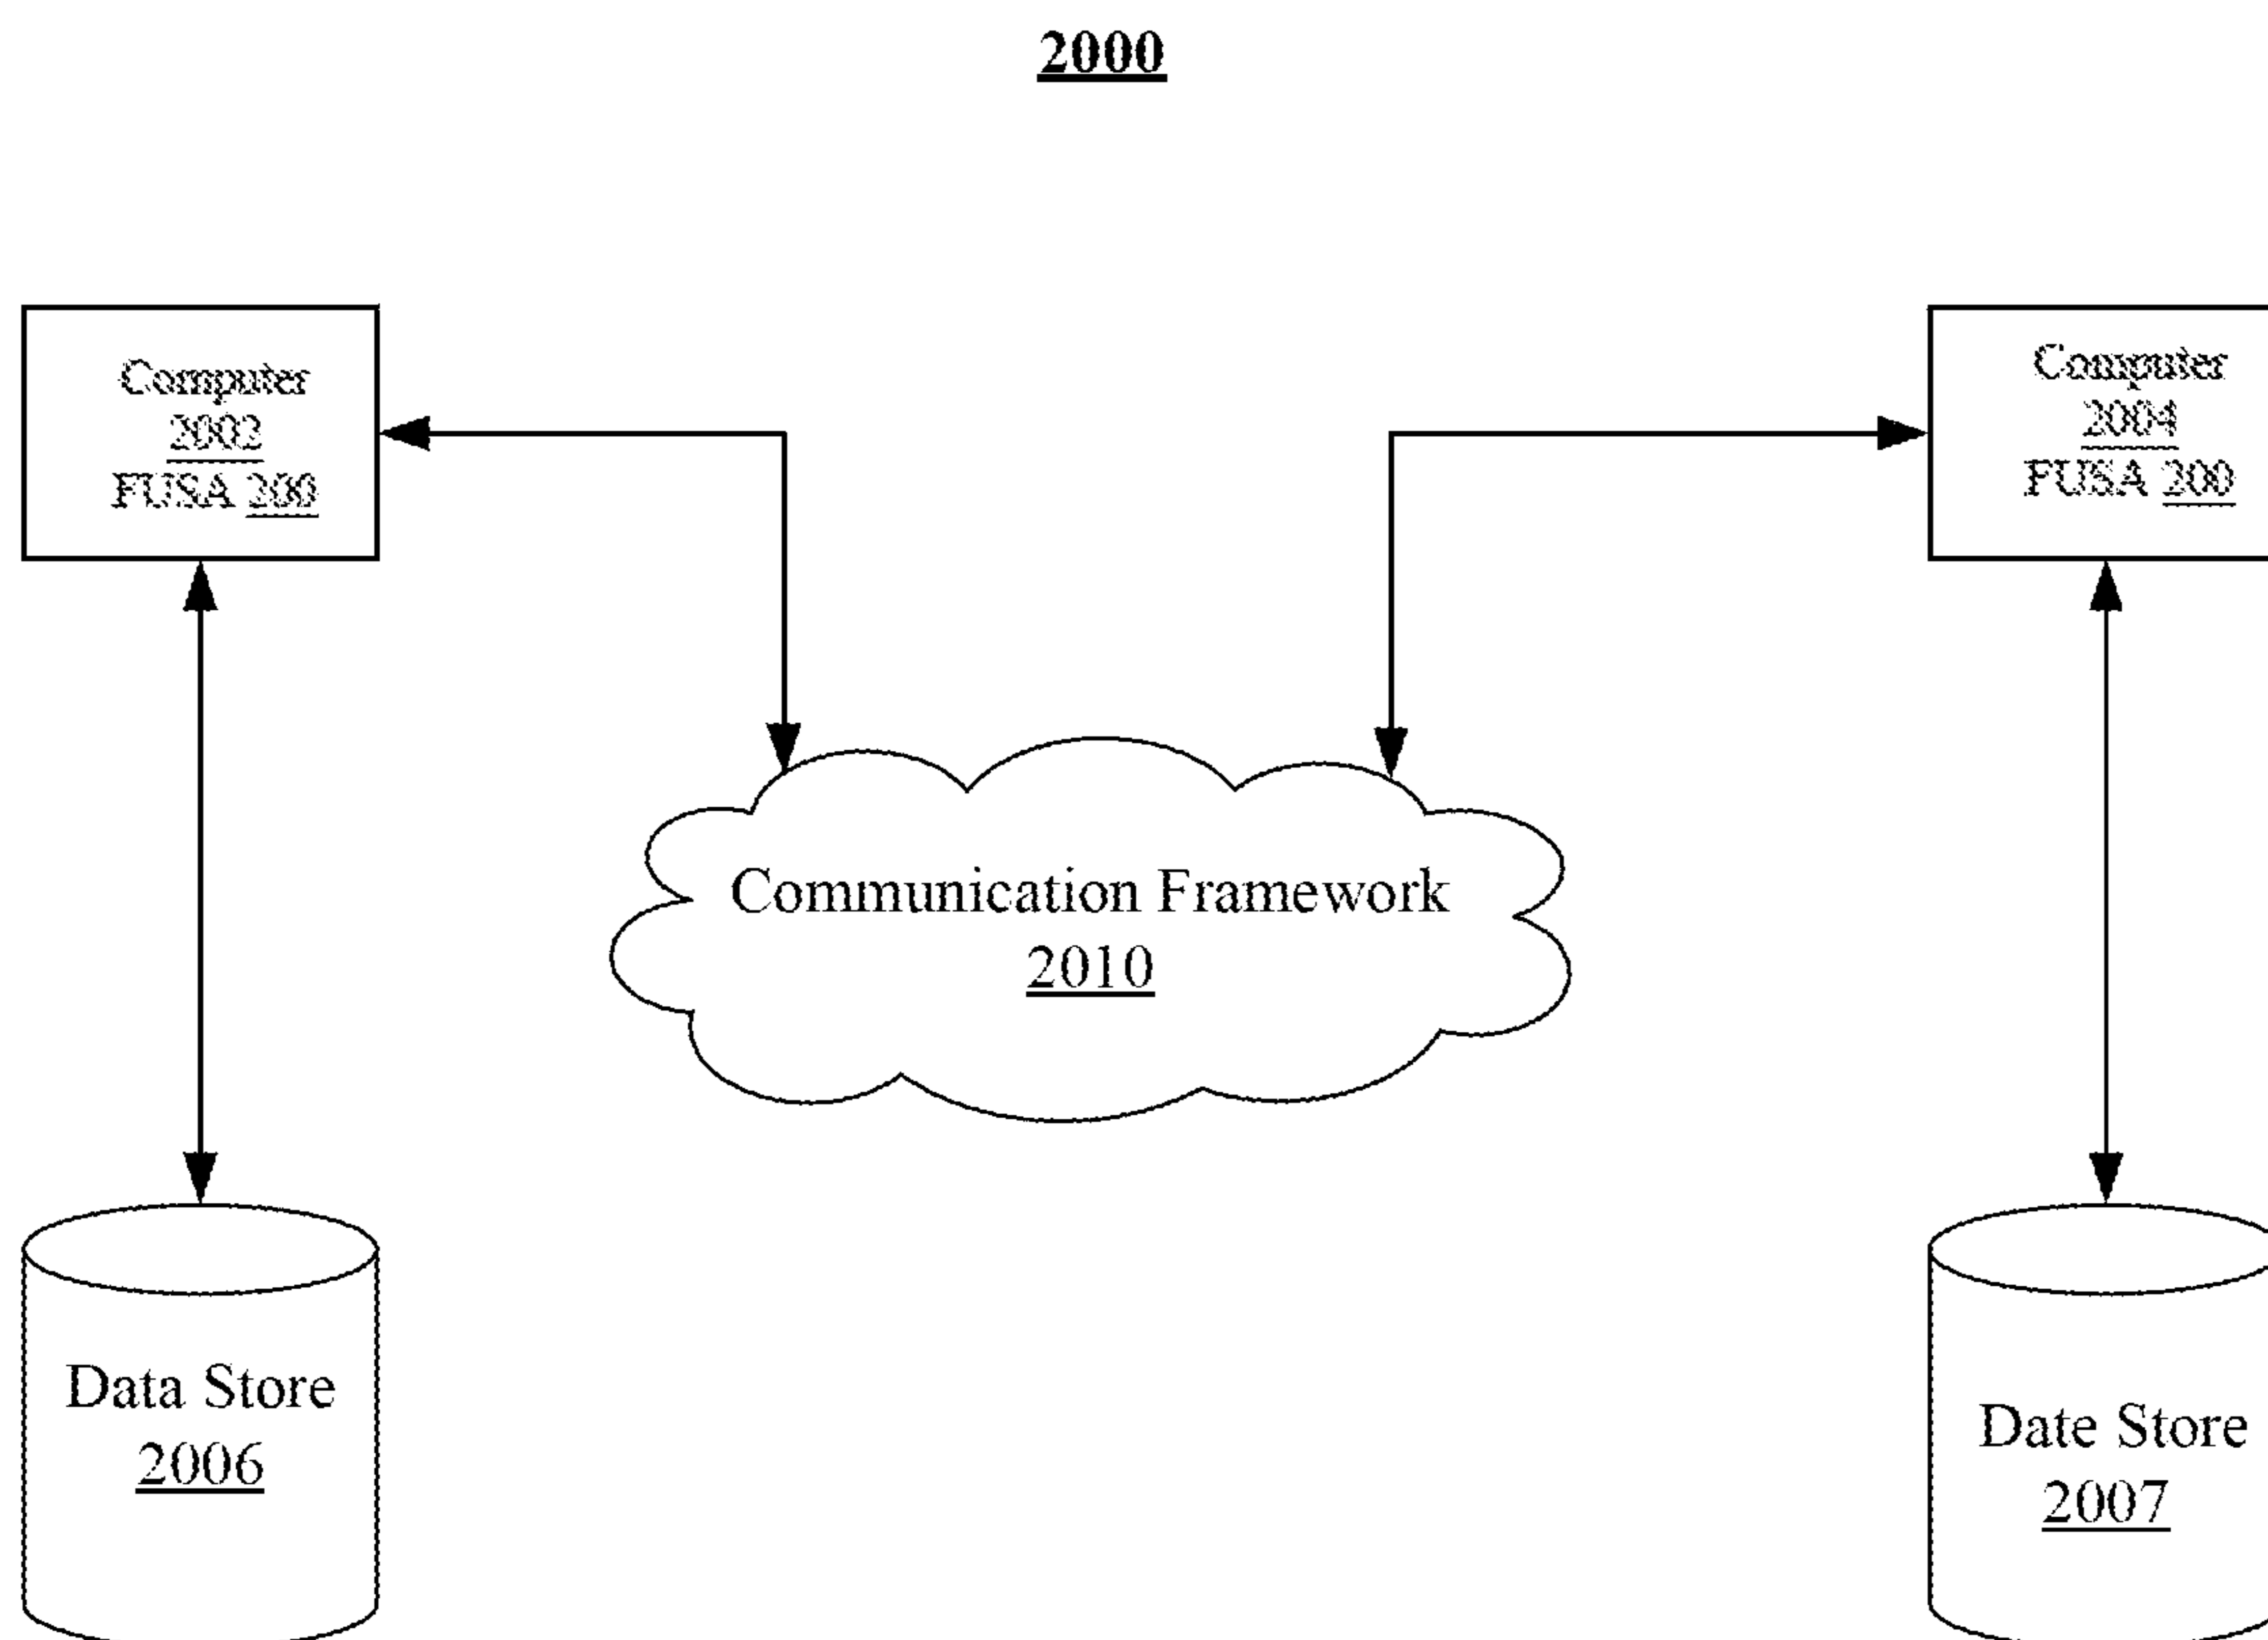 2000
Computer
2002
FUSA 200
Computer
2004
FUSA 200
Communication Framework
2010
Data Store
2006
Date Store
2007